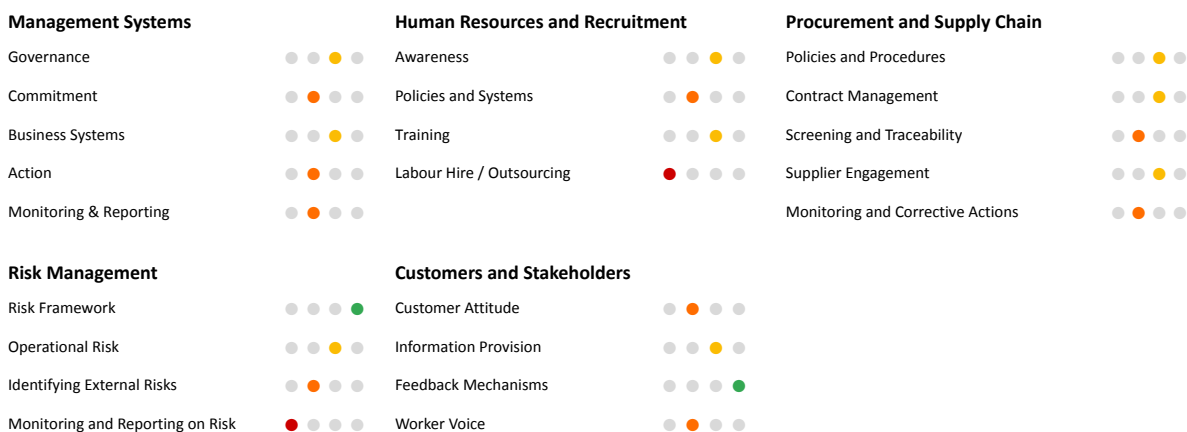 Management Systems
Governance
Commitment
Business Systems
Action
Monitoring & Reporting
Human Resources and Recruitment
Awareness
Policies and Systems
Training
Labour Hire / Outsourcing
Procurement and Supply Chain
Policies and Procedures
Contract Management
Screening and Traceability
Supplier Engagement
Monitoring and Corrective Actions
Risk Management
Risk Framework
Operational Risk
Identifying External Risks
Monitoring and Reporting on Risk
Customers and Stakeholders
Customer Attitude
Information Provision
Feedback Mechanisms
Worker Voice